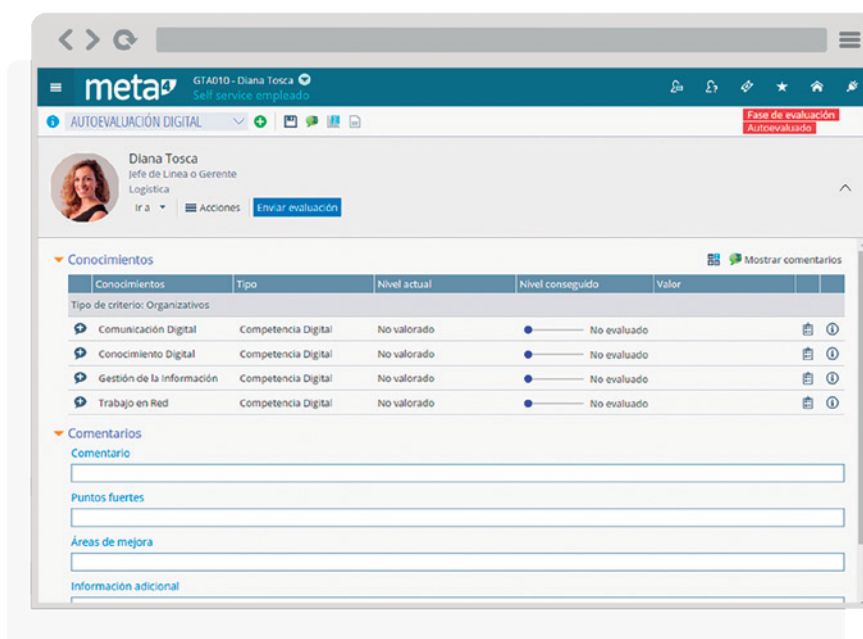 meta4
GTA010 - Diana Tosca
Self service empleado
AUTOEVALUACIÓN DIGITAL
Fase de evaluación
Autoevaluado
Diana Tosca
Jefe de Linea o Gerente
Logística
Ir a
Acciones
Enviar evaluación
Conocimientos
Mostrar comentarios
Conocimientos Tipo Nivel actual Nivel conseguido Valor
Tipo de criterio: Organizativos
Comunicación Digital Competencia Digital No valorado No evaluado
Conocimiento Digital Competencia Digital No valorado No evaluado
Gestión de la Información Competencia Digital No valorado No evaluado
Trabajo en Red Competencia Digital No valorado No evaluado
Comentarios
Comentario
Puntos fuertes
Áreas de mejora
Información adicional